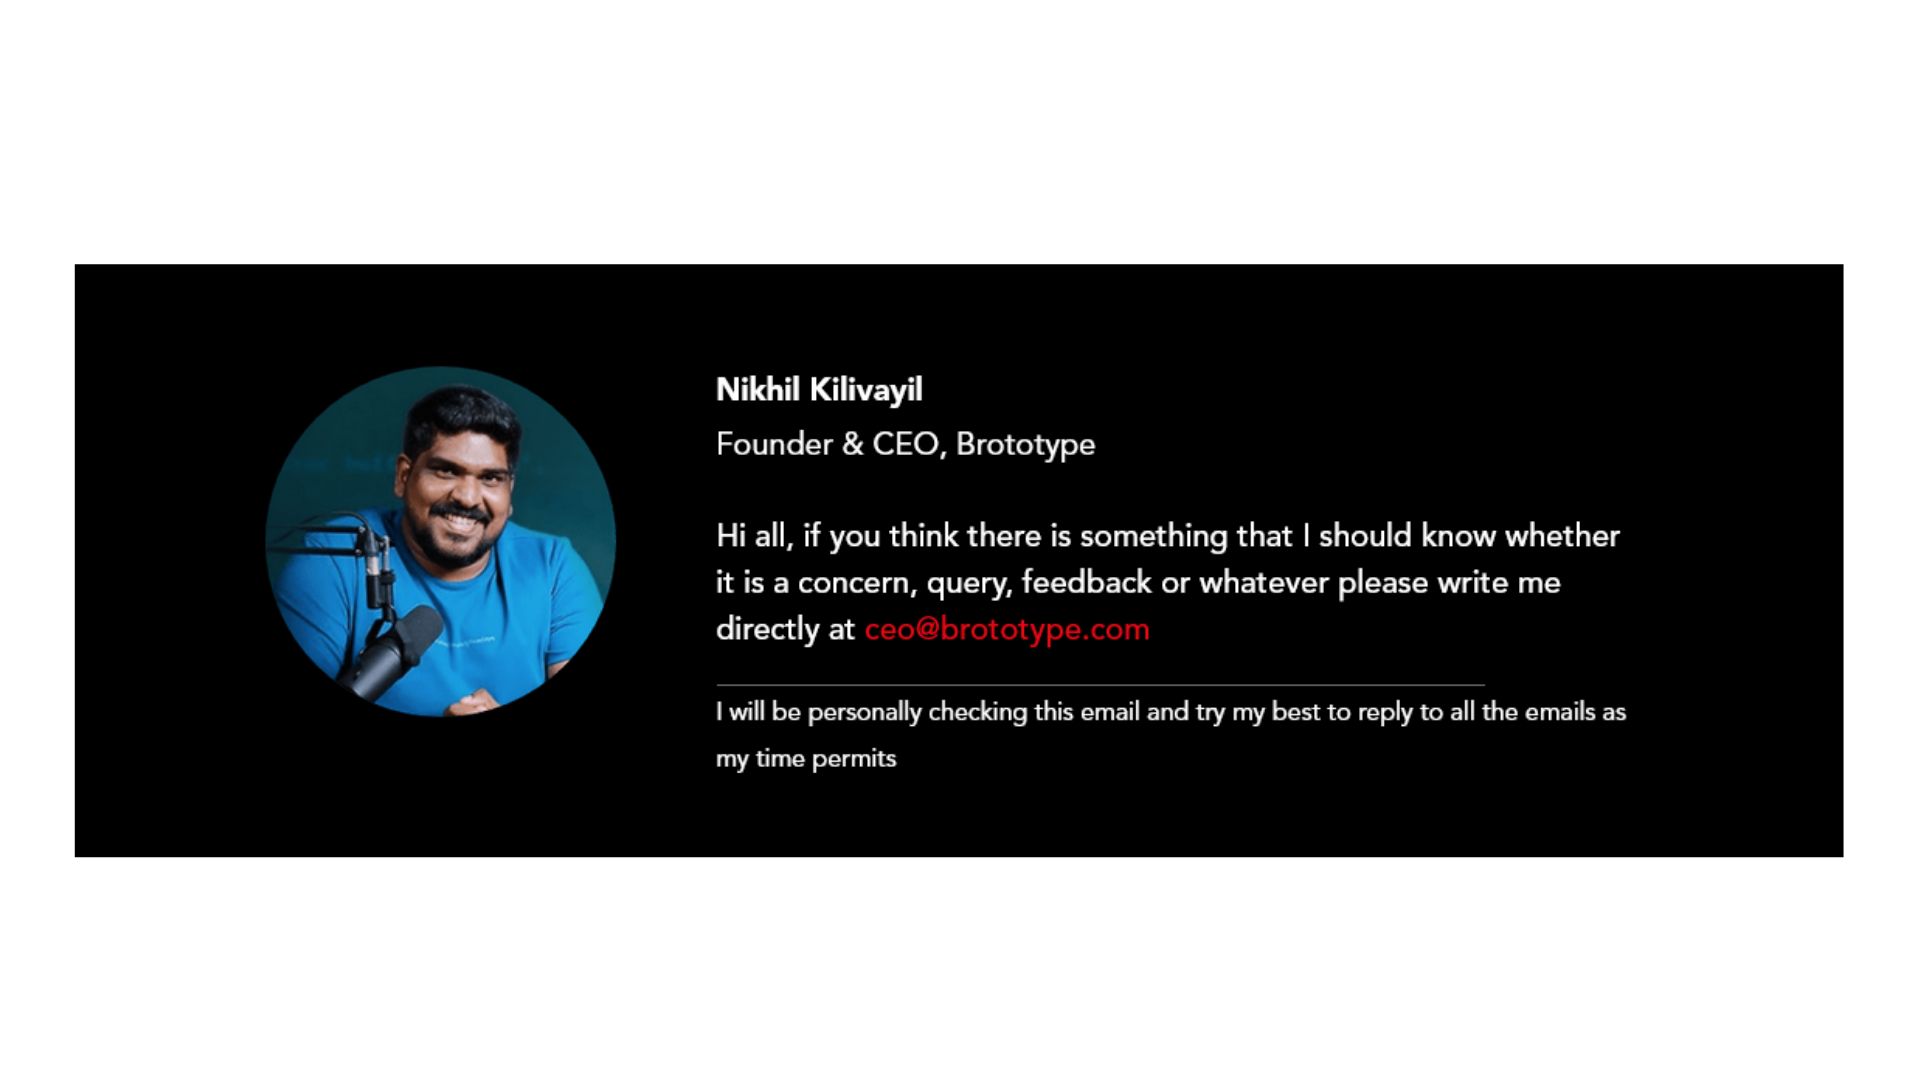 Nikhil Kilivayil
Founder & CEO, Brototype
Hi all, if you think there is something that I should know whether
it is a concern, query, feedback or whatever please write me
directly at ceo@brototype.com
I will be personally checking this email and try my best to reply to all the emails as
my time permits